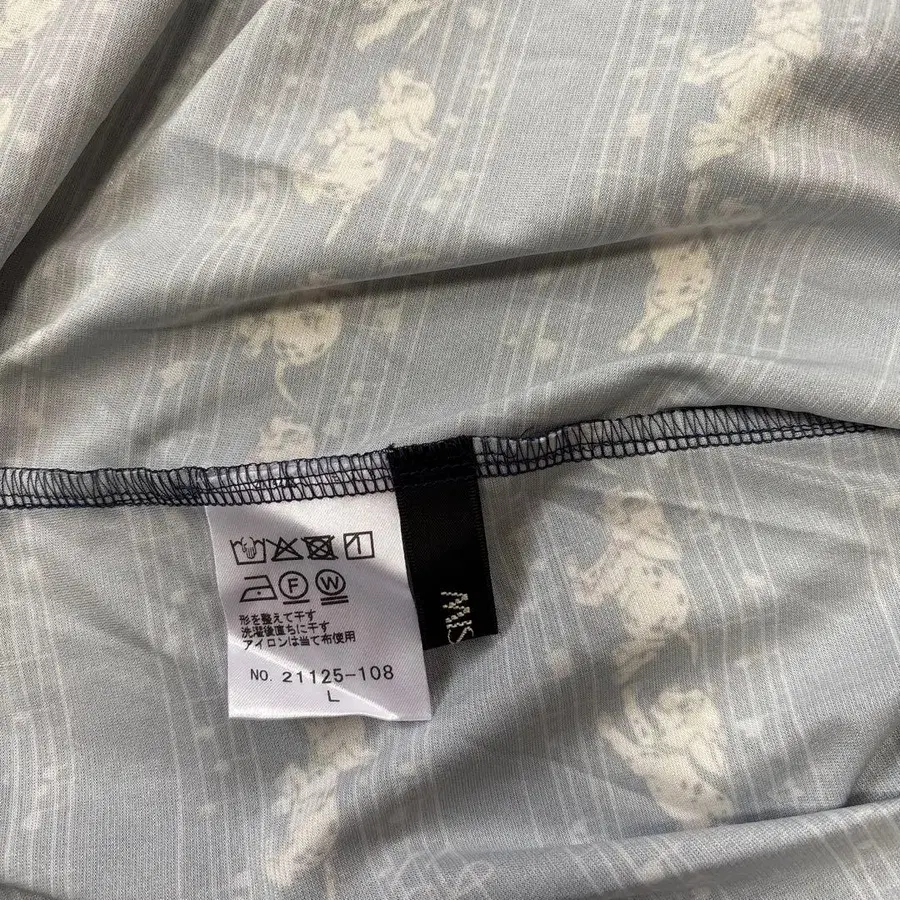 F W
形を整えて干す
洗濯後直ちに干す
アイロンは当て布使用
NO. 21125-108
L